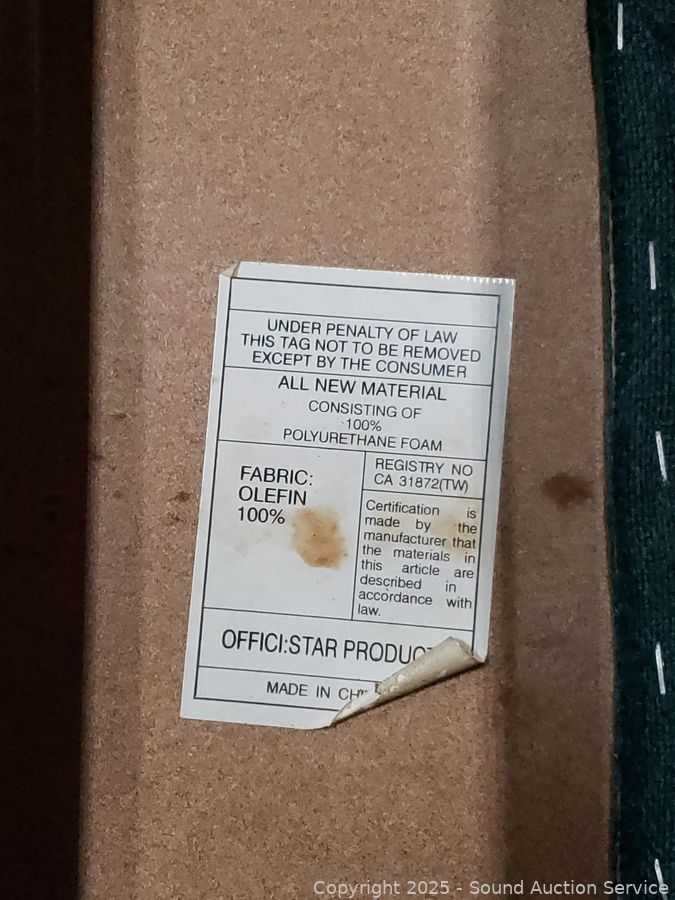 UNDER PENALTY OF LAW
THIS TAG NOT TO BE REMOVED
EXCEPT BY THE CONSUMER
ALL NEW MATERIAL
CONSISTING OF
100%
POLYURETHANE FOAM
FABRIC:
OLEFIN
100%
REGISTRY NO
CA 31872(TW)
Certification is
made by the
manufacturer that
the materials in
this article are
described in
accordance with
law.
OFFICI:STAR
MADE IN
Copyright 2025 - Sound Auction Service